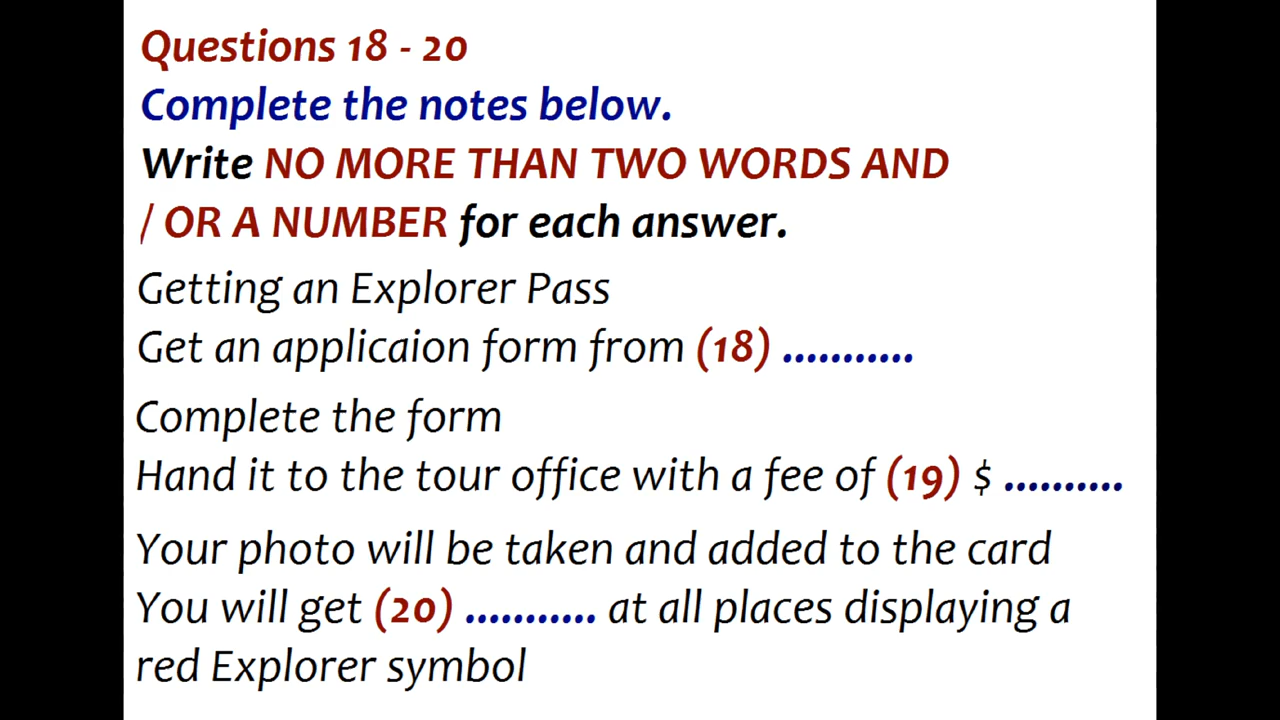 Questions 18 - 20
Complete the notes below.
Write NO MORE THAN TWO WORDS AND
/ OR A NUMBER for each answer.
Getting an Explorer Pass
Get an applicaion form from (18) ...........
Complete the form
Hand it to the tour office with a fee of (19) $ ..........
Your photo will be taken and added to the card
You will get (20) ........... at all places displaying a
red Explorer symbol